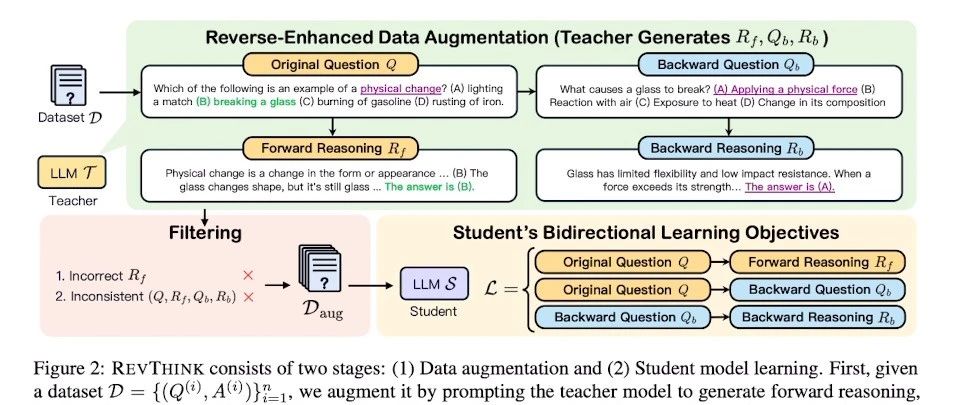 Reverse-Enhanced Data Augmentation (Teacher Generates R_f, Q_b, R_b)
Original Question Q
Which of the following is an example of a physical change? (A) lighting
a match (B) breaking a glass (C) burning of gasoline (D) rusting of iron.
Backward Question Q_b
What causes a glass to break? (A) Applying a physical force (B)
Reaction with air (C) Exposure to heat (D) Change in its composition
?
Dataset D
Forward Reasoning R_f
Physical change is a change in the form or appearance ... (B) The
glass changes shape, but it's still glass ... The answer is (B).
Backward Reasoning R_b
Glass has limited flexibility and low impact resistance. When a
force exceeds its strength... The answer is (A).
LLM T
Teacher
Filtering
1. Incorrect R_f ×
2. Inconsistent (Q, R_f, Q_b, R_b) ×
?
D_aug
Student's Bidirectional Learning Objectives
LLM S
Student
L =
Original Question Q Forward Reasoning R_f
Original Question Q Backward Question Q_b
Backward Question Q_b Backward Reasoning R_b
Figure 2: REVTHINK consists of two stages: (1) Data augmentation and (2) Student model learning. First, given
a dataset D = {(Q^(i), A^(i))}^n_{i=1}, we augment it by prompting the teacher model to generate forward reasoning,